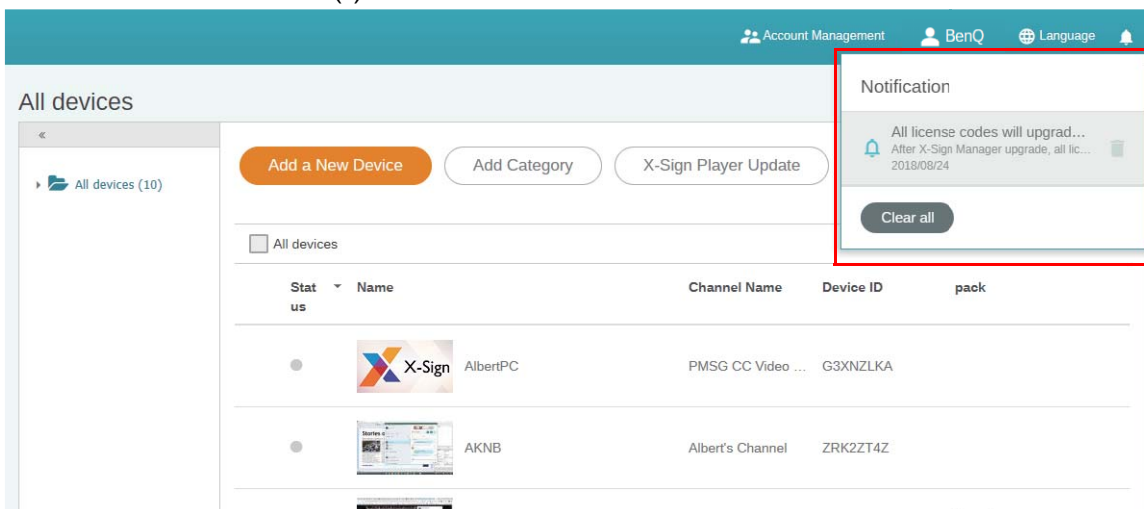 Account Management BenQ Language
Notification
All devices
«
All license codes will upgrad...
After X-Sign Manager upgrade, all lic...
2018/08/24
Add a New Device Add Category X-Sign Player Update
All devices (10)
Clear all
All devices
Stat us Name Channel Name Device ID pack
X-Sign AlbertPC PMSG CC Video ... G3XNZLKA
Stories AKNB Albert's Channel ZRK2ZT4Z